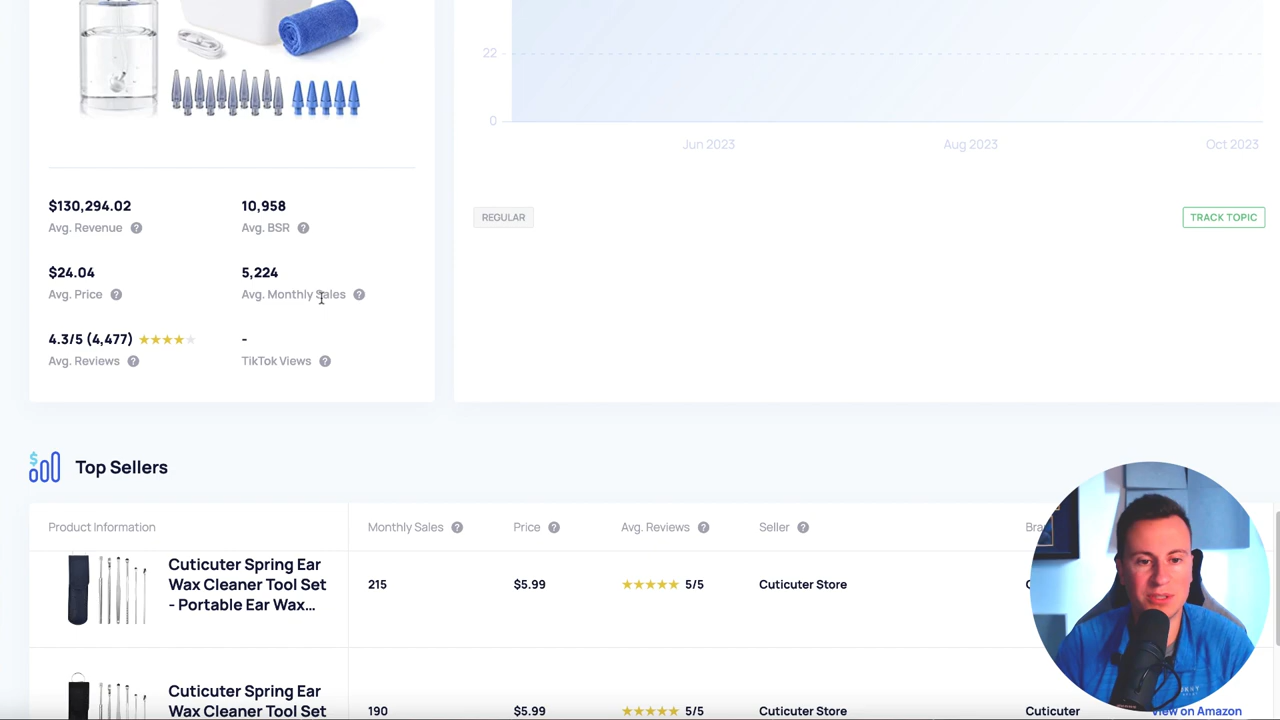 22
0
Jun 2023
Aug 2023
Oct 2023
$130,294.02
10,958
Avg. Revenue ?
Avg. BSR ?
REGULAR
TRACK TOPIC
$24.04
5,224
Avg. Price ?
Avg. Monthly Sales ?
4.3/5 (4,477)
-
Avg. Reviews ?
TikTok Views ?
$
Top Sellers
Product Information
Monthly Sales ?
Price ?
Avg. Reviews ?
Seller ?
Cuticuter Spring Ear
Wax Cleaner Tool Set
- Portable Ear Wax...
215
$5.99
5/5
Cuticuter Store
Cuticuter Spring Ear
Wax Cleaner Tool Set
190
$5.99
5/5
Cuticuter Store
Cuticuter
View on Amazon